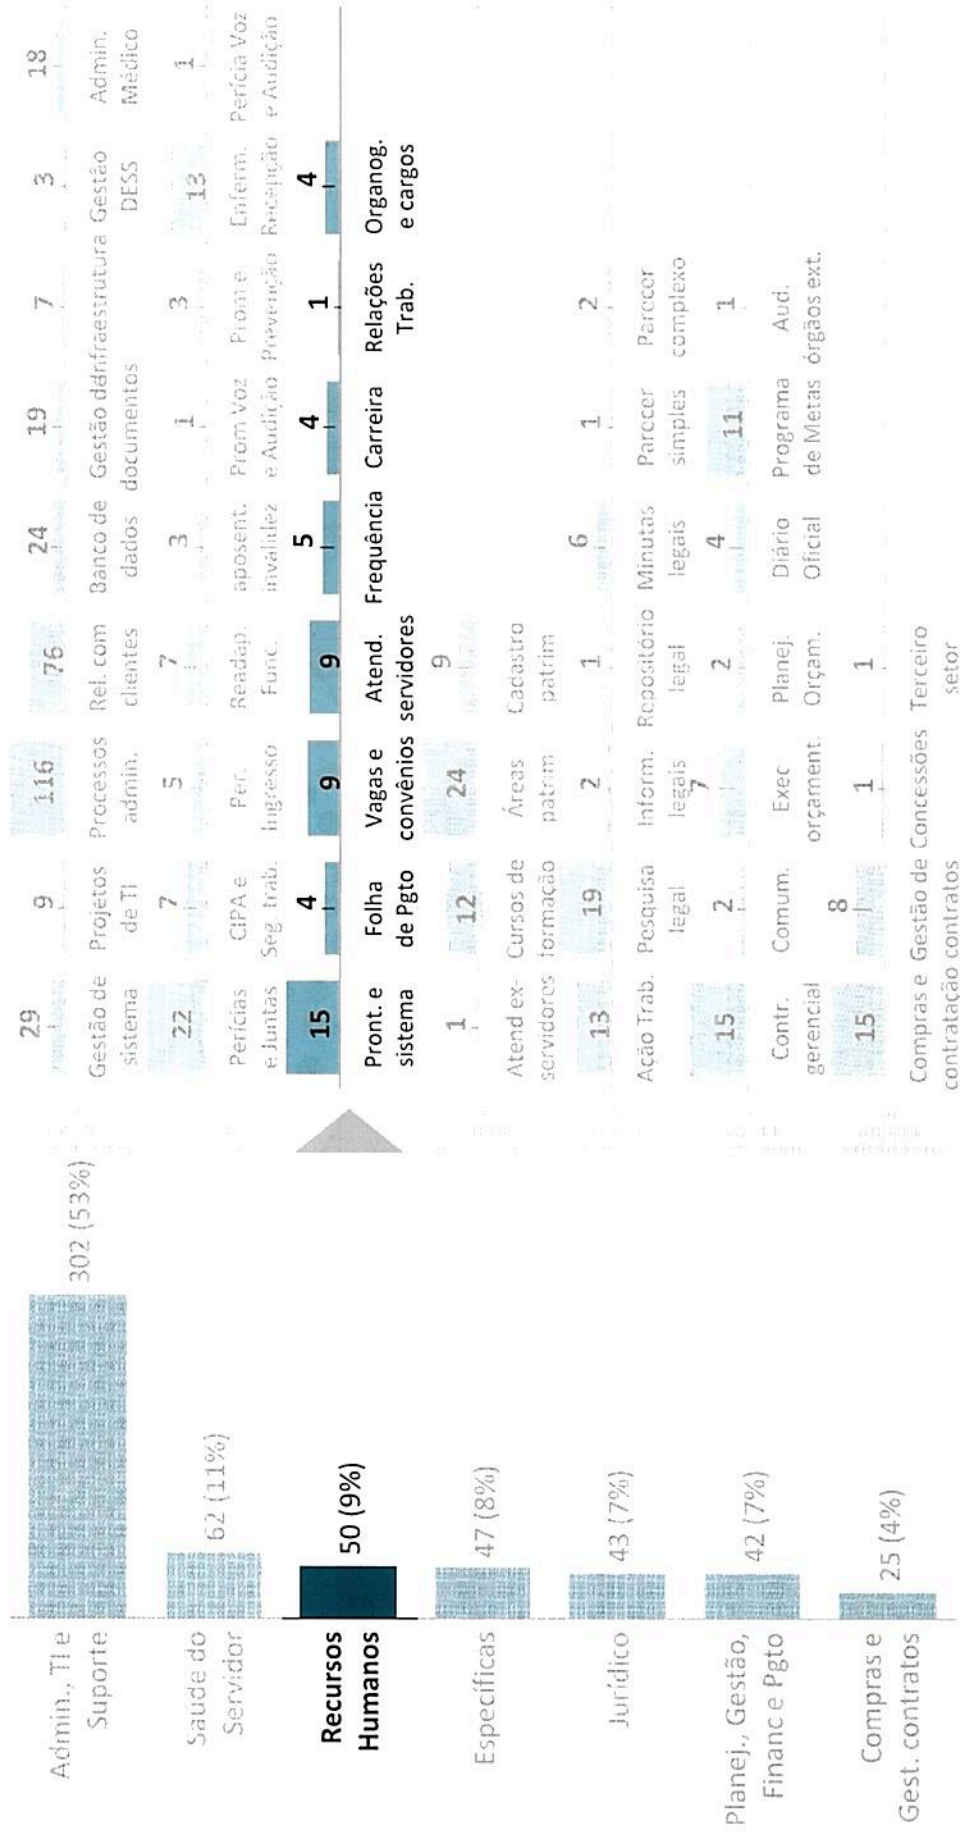 Admin., TI e
Suporte
302 (53%)
29 9 116 76 24 19 7 3 18
Gestão de Projetos Processos Rel. com Banco de Gestão de Infraestrutura Gestão Admin.
sistema de TI admin. clientes dados documentos DESS Médico
Saúde do
Servidor
62 (11%)
22 7 5 7 3 1 3 13 1
Perícias CIPA e Per. Readap. aposent. Prom Voz Prom e Enferm. Perícia Voz
e Juntas Seg. trab. Ingresso Func. invalidez e Audição Prevenção Recepção e Audição
Recursos
Humanos
50 (9%)
15 4 9 9 5 4 1 4
Pront. e Folha Vagas e Atend. Frequência Carreira Relações Organog.
sistema de Pgto convênios servidores Trab. e cargos
Específicas
47 (8%)
1 12 24 9
Atend ex- Cursos de Áreas Cadastro
servidores formação patrim patrim
Jurídico
43 (7%)
13 19 2 1 6 1 2
Ação Trab. Pesquisa Inform. Repositório Minutas Parecer Parecer
legal legais legal legais simples complexo
Planej., Gestão,
Financ e Pgto
42 (7%)
15 2 7 2 4 11 1
Contr. Comum. Exec Planej. Diário Programa Aud.
gerencial orçament. Orçam. Oficial de Metas órgãos ext.
Compras e
Gest. contratos
25 (4%)
15 8 1 1
Compras e Gestão de Concessões Terceiro
contratação contratos setor